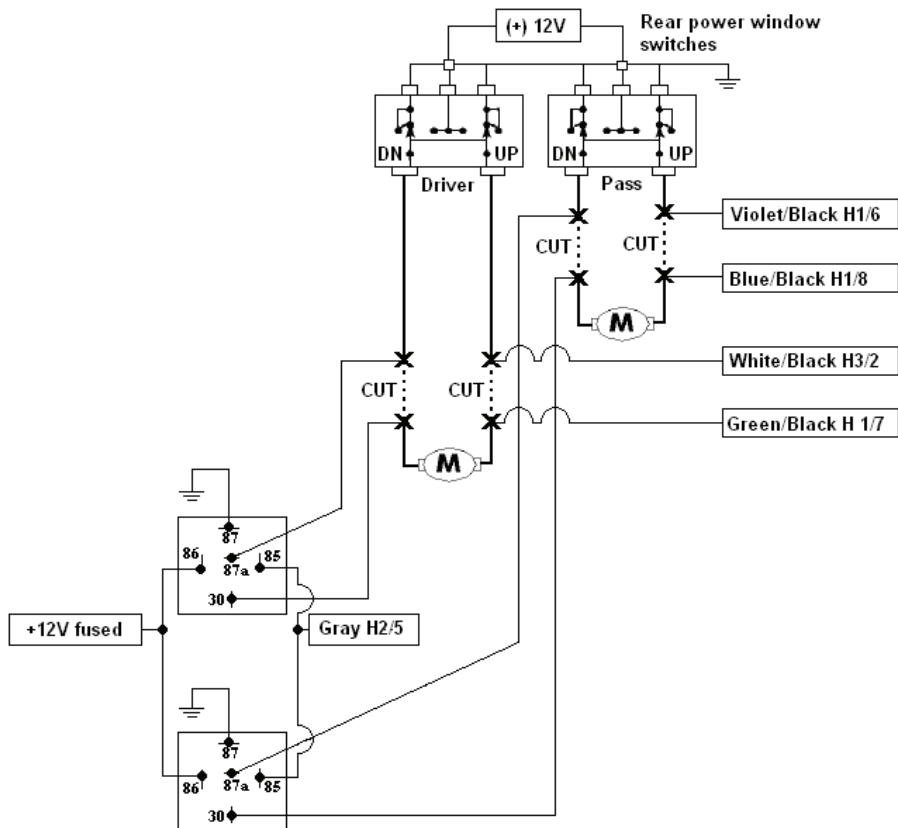 (+) 12V
Rear power window
switches
DN
UP
DN
UP
Driver
Pass
Violet/Black H1/6
CUT
CUT
Blue/Black H1/8
M
White/Black H3/2
CUT
CUT
Green/Black H 1/7
M
87
86
85
87a
30
+12V fused
Gray H2/5
87
86
87a
85
30